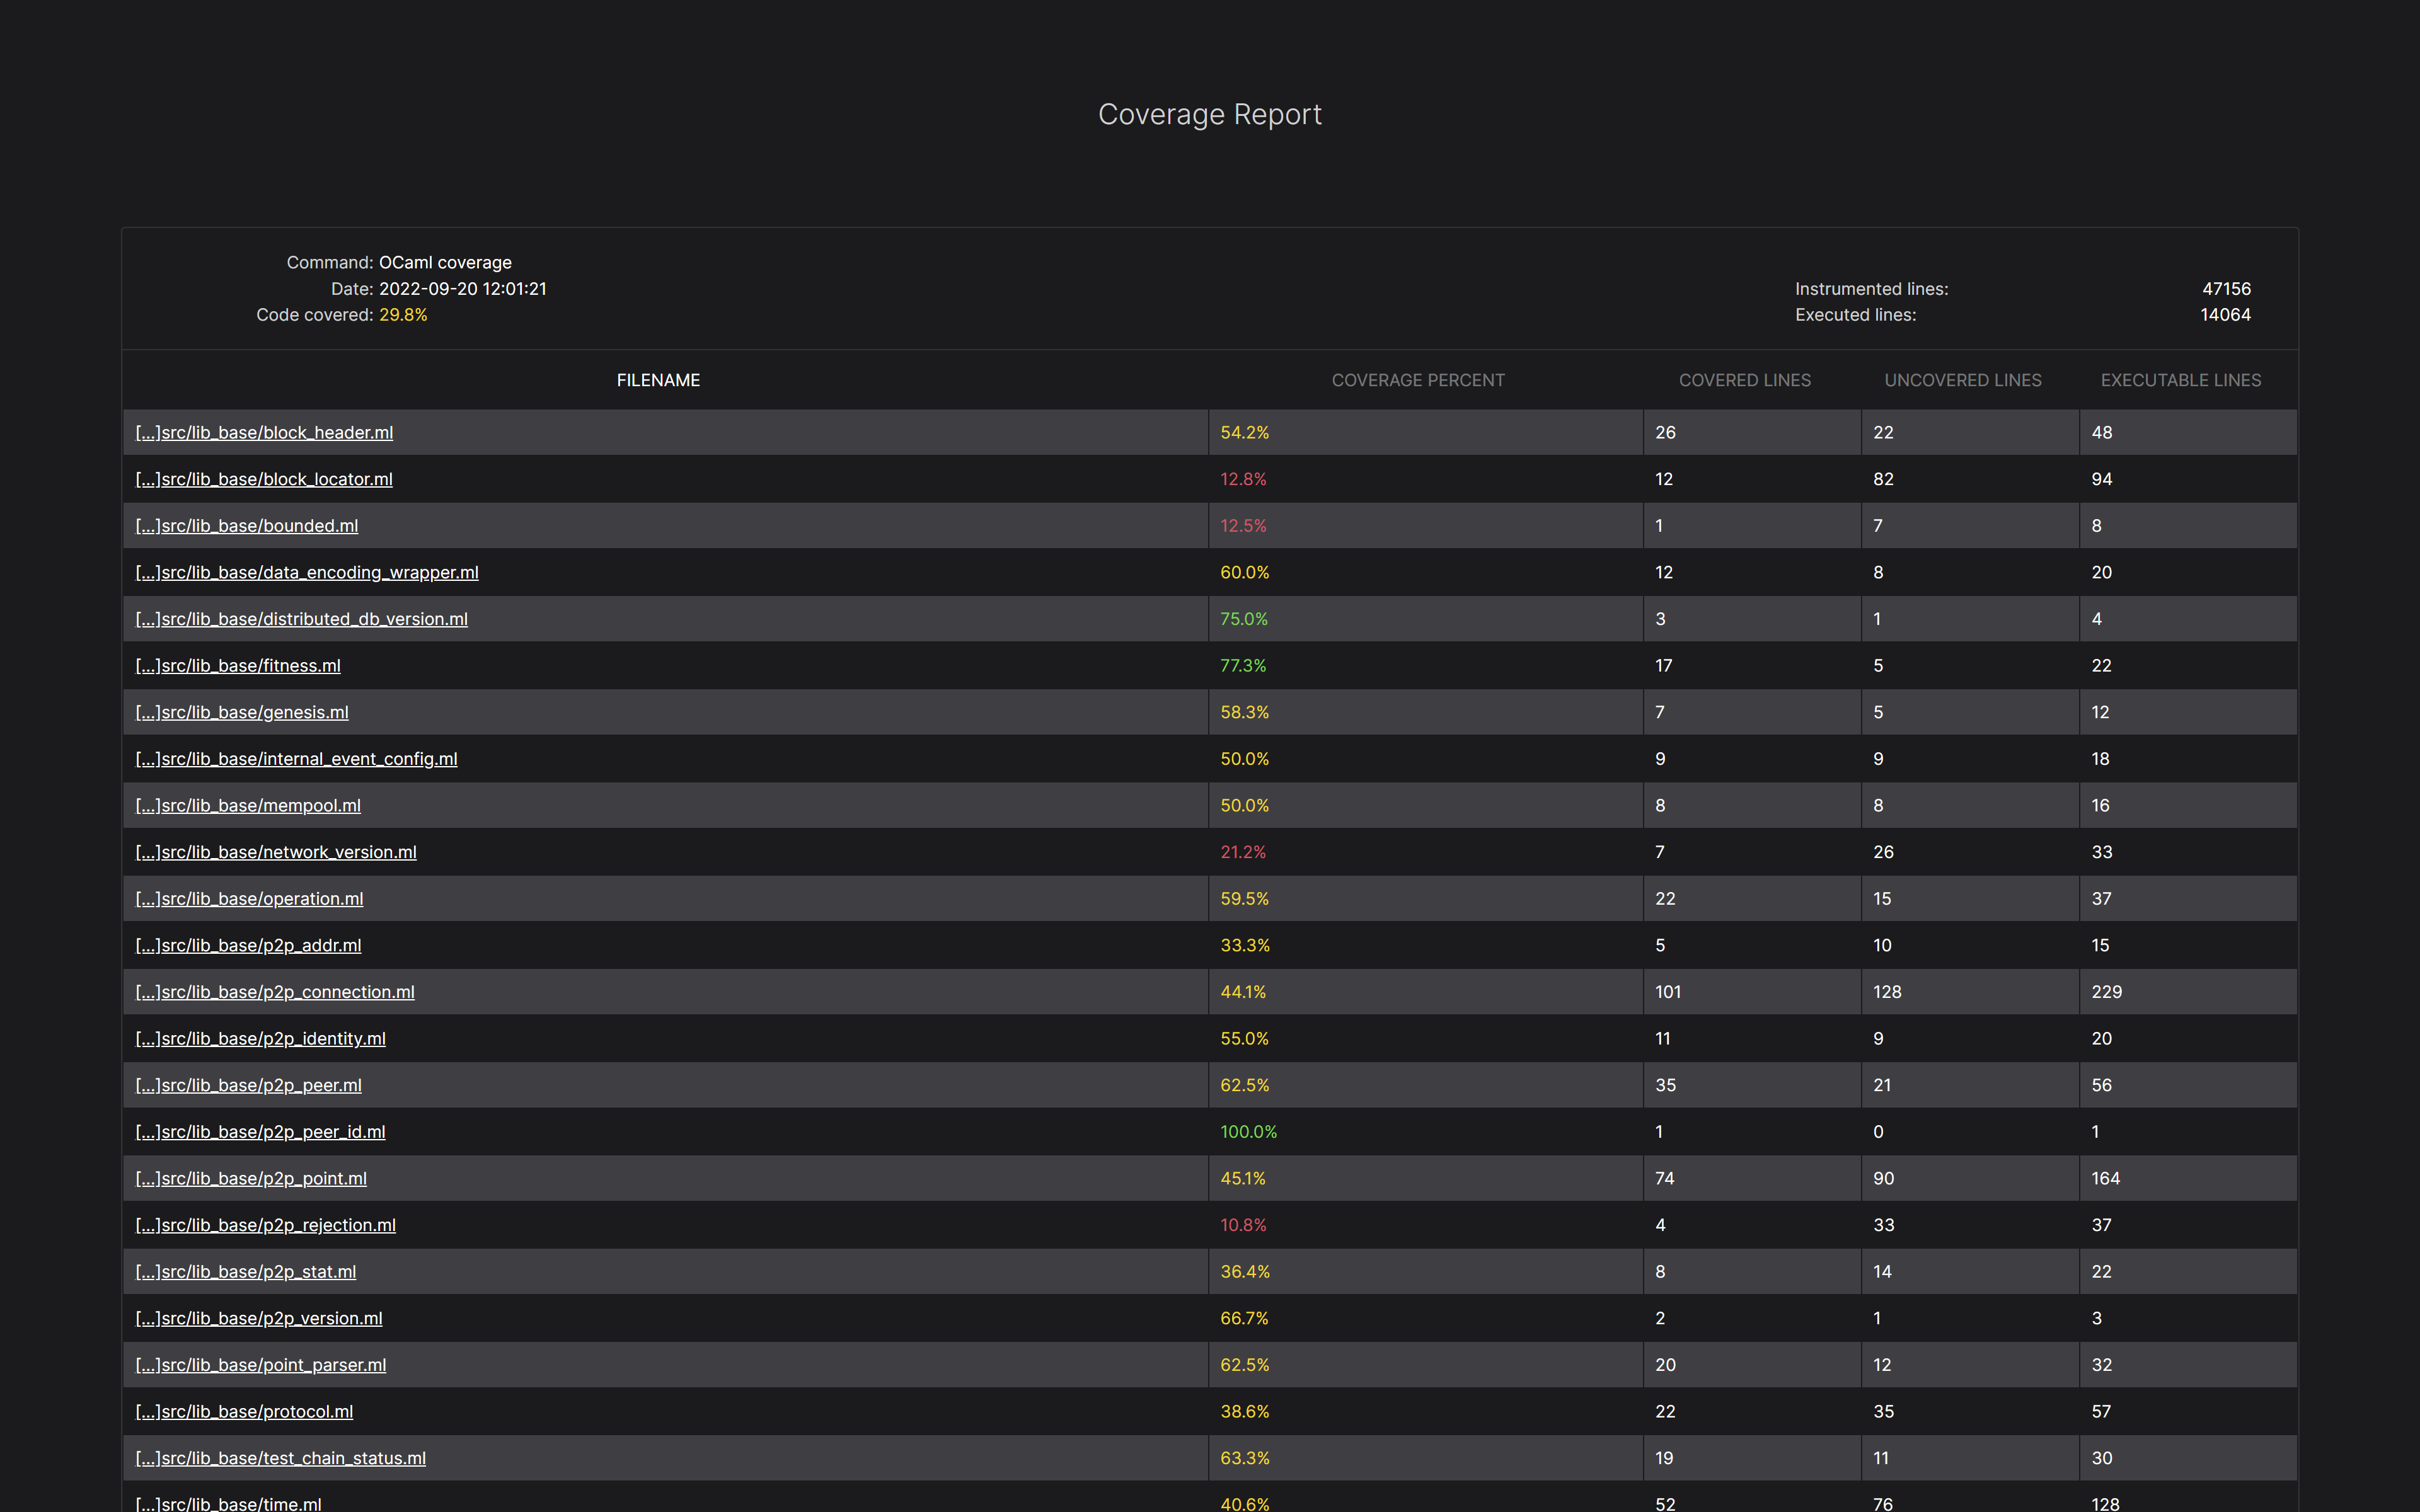 Coverage Report
Command: OCaml coverage
Date: 2022-09-20 12:01:21 Instrumented lines: 47156
Code covered: 29.8% Executed lines: 14064
FILENAME COVERAGE PERCENT COVERED LINES UNCOVERED LINES EXECUTABLE LINES
[...]src/lib_base/block_header.ml 54.2% 26 22 48
[...]src/lib_base/block_locator.ml 12.8% 12 82 94
[...]src/lib_base/bounded.ml 12.5% 1 7 8
[...]src/lib_base/data_encoding_wrapper.ml 60.0% 12 8 20
[...]src/lib_base/distributed_db_version.ml 75.0% 3 1 4
[...]src/lib_base/fitness.ml 77.3% 17 5 22
[...]src/lib_base/genesis.ml 58.3% 7 5 12
[...]src/lib_base/internal_event_config.ml 50.0% 9 9 18
[...]src/lib_base/mempool.ml 50.0% 8 8 16
[...]src/lib_base/network_version.ml 21.2% 7 26 33
[...]src/lib_base/operation.ml 59.5% 22 15 37
[...]src/lib_base/p2p_addr.ml 33.3% 5 10 15
[...]src/lib_base/p2p_connection.ml 44.1% 101 128 229
[...]src/lib_base/p2p_identity.ml 55.0% 11 9 20
[...]src/lib_base/p2p_peer.ml 62.5% 35 21 56
[...]src/lib_base/p2p_peer_id.ml 100.0% 1 0 1
[...]src/lib_base/p2p_point.ml 45.1% 74 90 164
[...]src/lib_base/p2p_rejection.ml 10.8% 4 33 37
[...]src/lib_base/p2p_stat.ml 36.4% 8 14 22
[...]src/lib_base/p2p_version.ml 66.7% 2 1 3
[...]src/lib_base/point_parser.ml 62.5% 20 12 32
[...]src/lib_base/protocol.ml 38.6% 22 35 57
[...]src/lib_base/test_chain_status.ml 63.3% 19 11 30
[...]src/lib_base/time.ml 40.6% 52 76 128